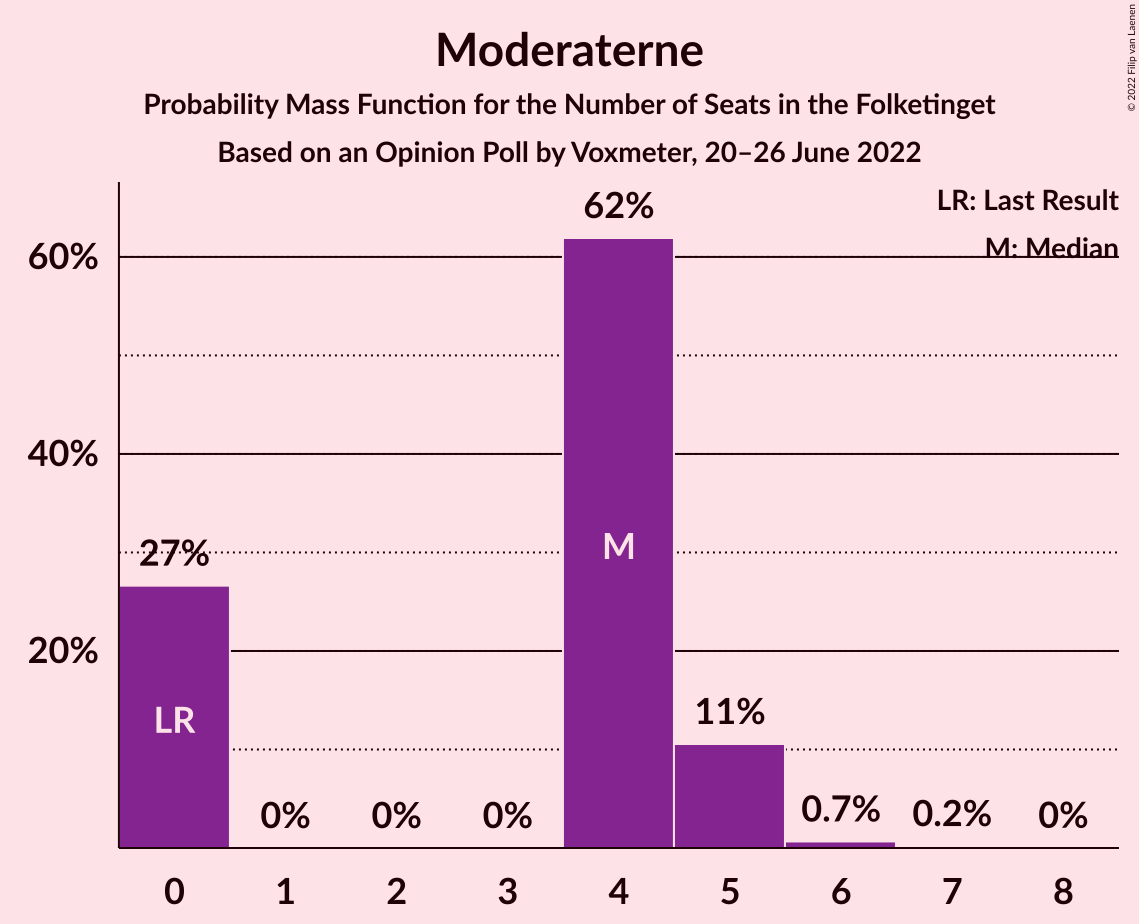 Moderaterne
Probability Mass Function for the Number of Seats in the Folketinget
Based on an Opinion Poll by Voxmeter, 20–26 June 2022
© 2022 Filip van Laenen
LR: Last Result
M: Median
62%
60%
40%
27%
M
20%
LR
11%
0%
0%
0%
0.7%
0.2%
0%
0 1 2 3 4 5 6 7 8